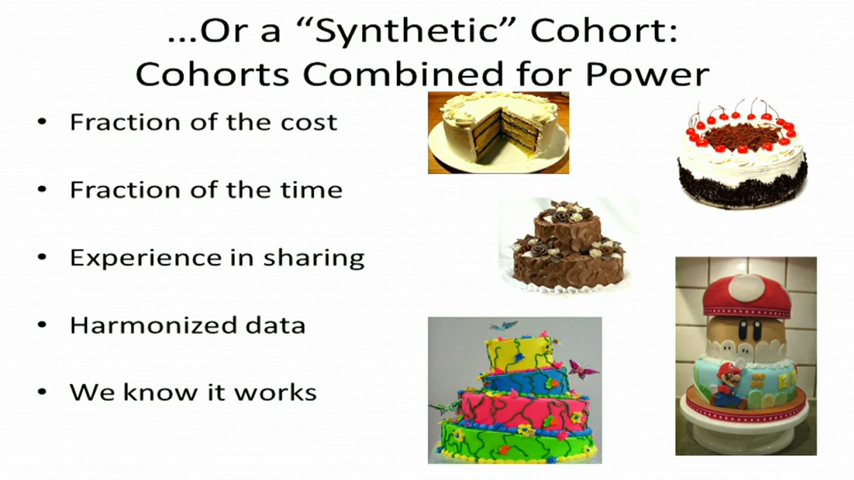 ...Or a “Synthetic” Cohort:
Cohorts Combined for Power
• Fraction of the cost
• Fraction of the time
• Experience in sharing
• Harmonized data
• We know it works